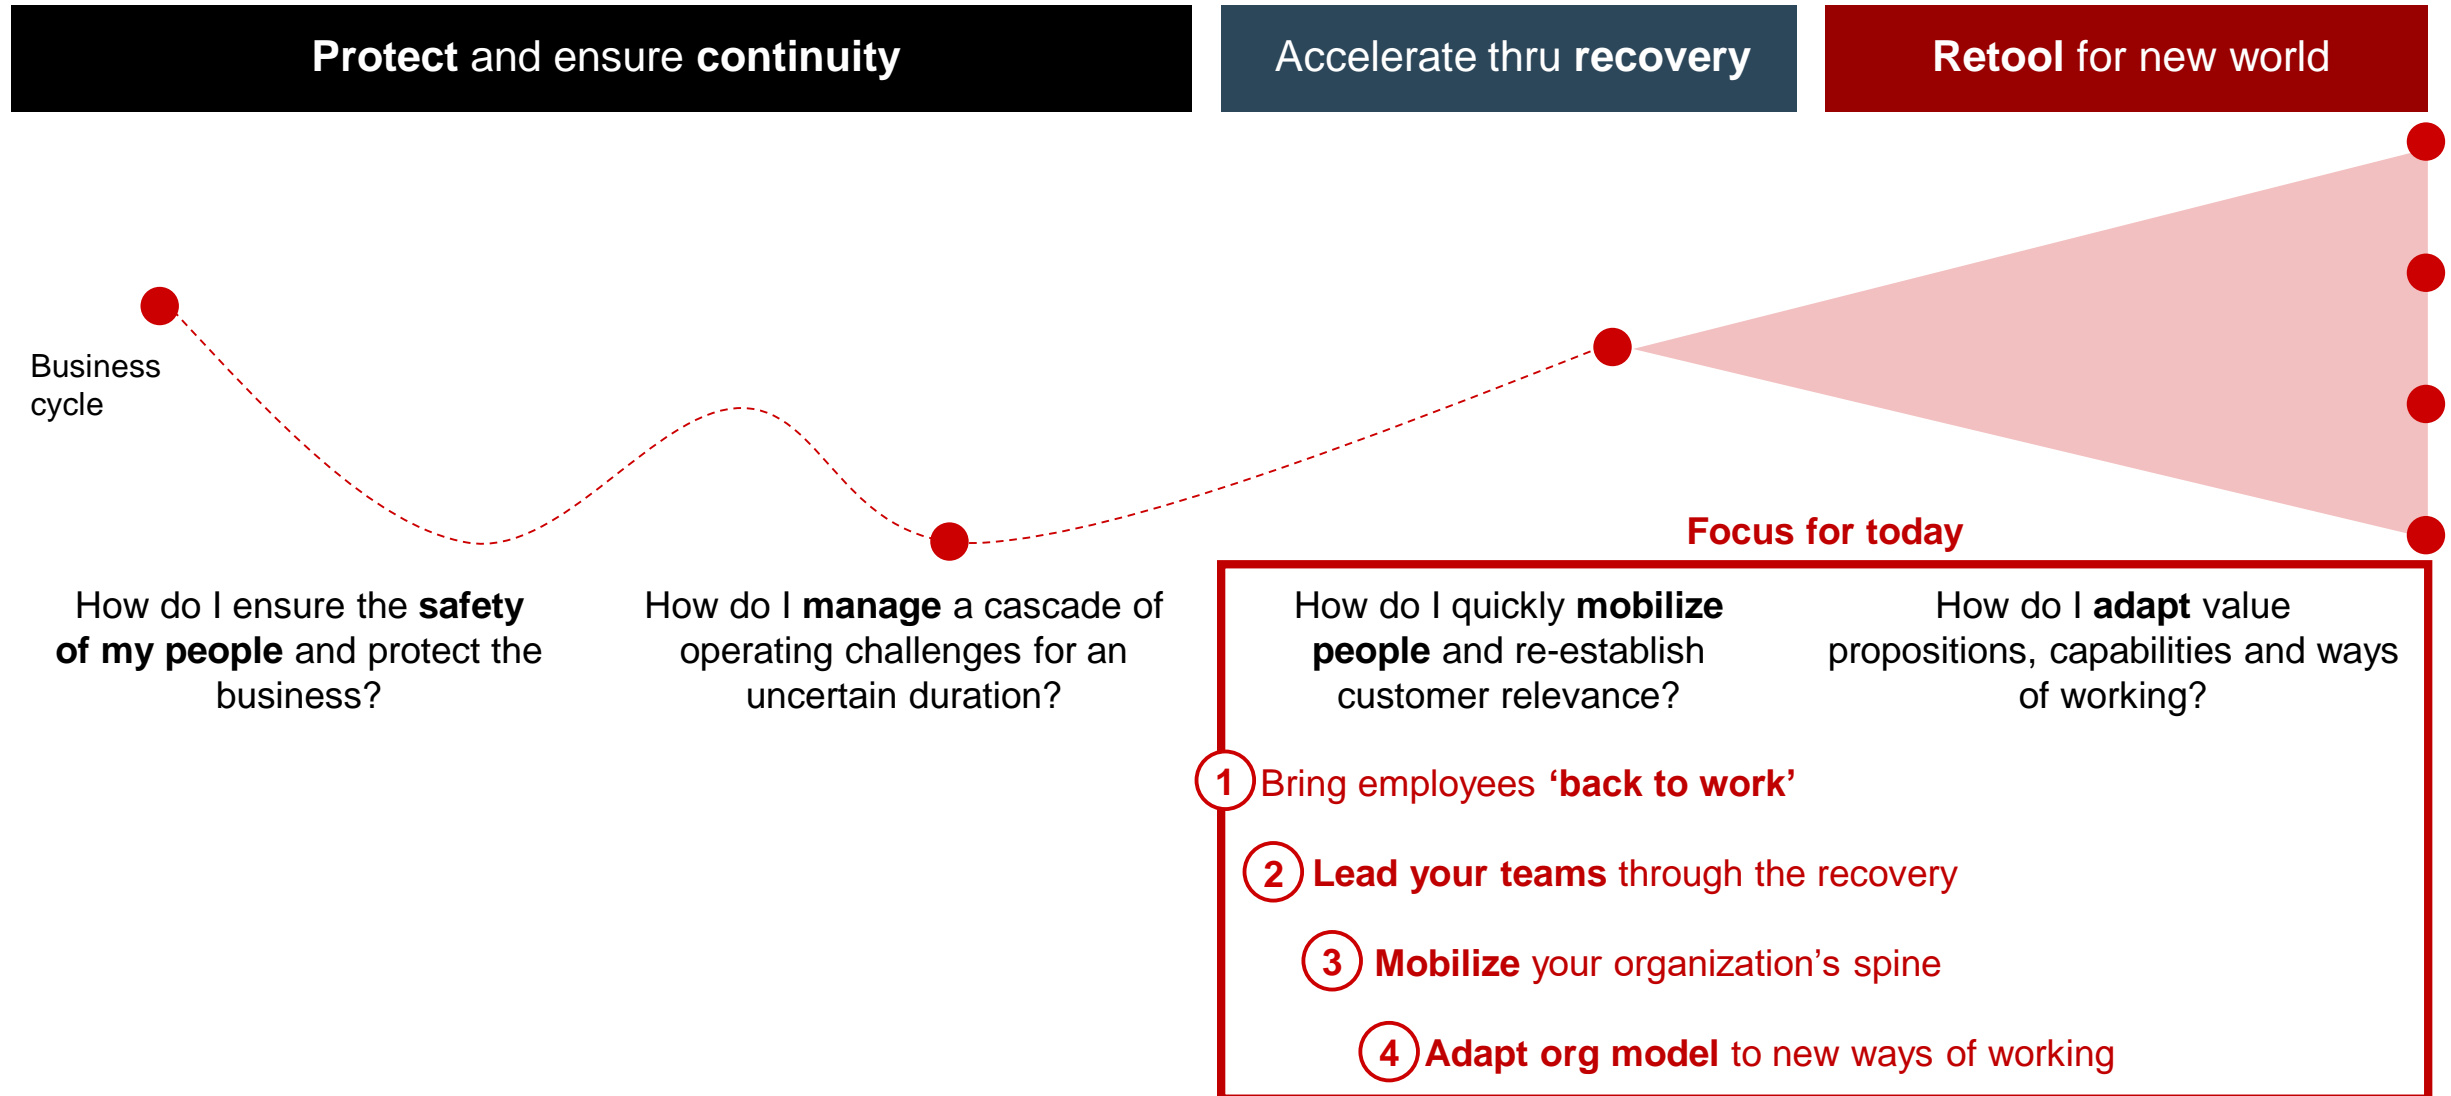 Protect and ensure continuity
Accelerate thru recovery
Retool for new world
Business
cycle
Focus for today
How do I ensure the safety
of my people and protect the
business?
How do I manage a cascade of
operating challenges for an
uncertain duration?
How do I quickly mobilize
people and re-establish
customer relevance?
How do I adapt value
propositions, capabilities and ways
of working?
1 Bring employees ‘back to work’
2 Lead your teams through the recovery
3 Mobilize your organization’s spine
4 Adapt org model to new ways of working